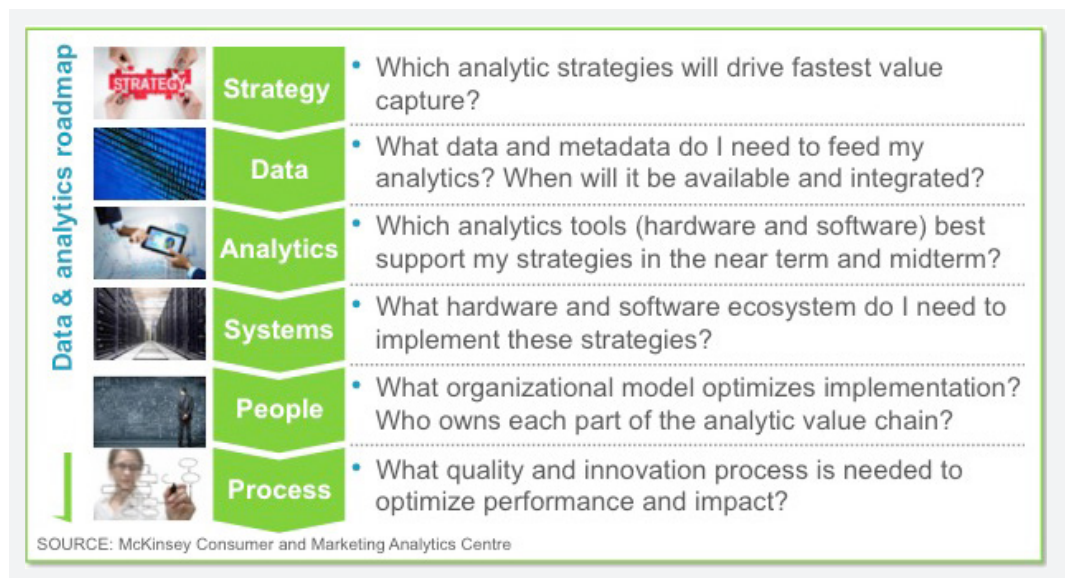 Data & analytics roadmap
STRATEGY
Strategy
• Which analytic strategies will drive fastest value
capture?
Data
• What data and metadata do I need to feed my
analytics? When will it be available and integrated?
Analytics
• Which analytics tools (hardware and software) best
support my strategies in the near term and midterm?
Systems
• What hardware and software ecosystem do I need to
implement these strategies?
People
• What organizational model optimizes implementation?
Who owns each part of the analytic value chain?
Process
• What quality and innovation process is needed to
optimize performance and impact?
SOURCE: McKinsey Consumer and Marketing Analytics Centre